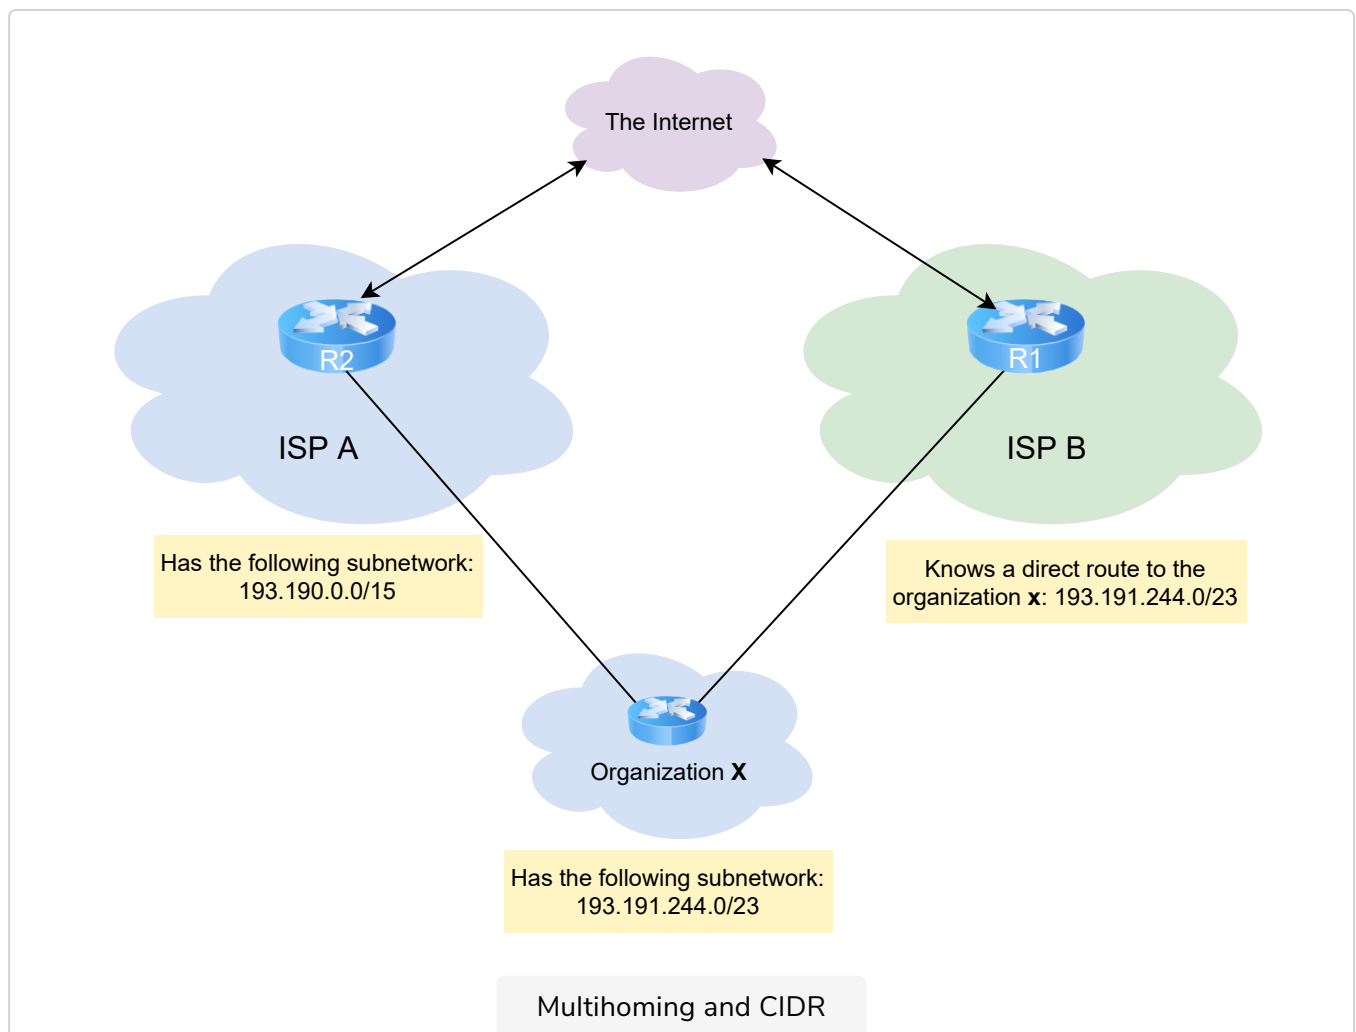 The Internet
R2
R1
ISP A
ISP B
Has the following subnetwork:
193.190.0.0/15
Knows a direct route to the
organization x: 193.191.244.0/23
Organization X
Has the following subnetwork:
193.191.244.0/23
Multihoming and CIDR